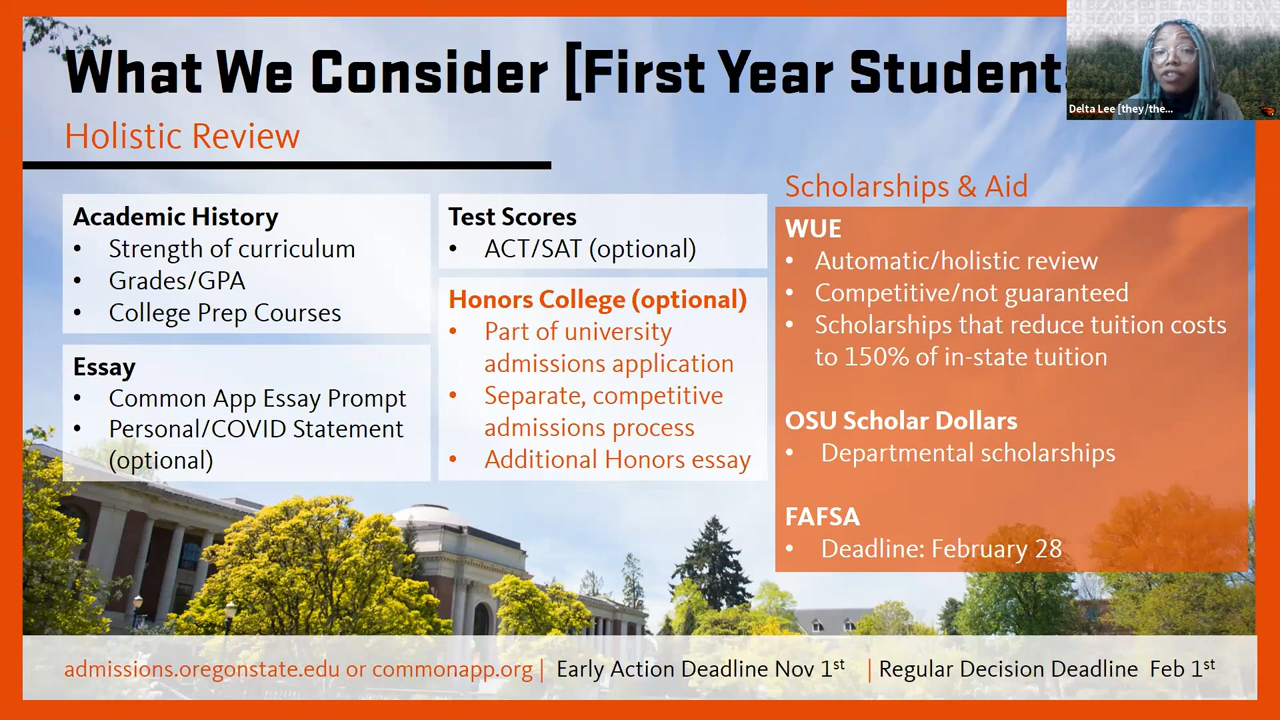 What We Consider [First Year Students
Delta Lee (they/the...
Holistic Review
Academic History
• Strength of curriculum
• Grades/GPA
• College Prep Courses
Essay
• Common App Essay Prompt
• Personal/COVID Statement
(optional)
Test Scores
• ACT/SAT (optional)
Honors College (optional)
• Part of university
admissions application
• Separate, competitive
admissions process
• Additional Honors essay
Scholarships & Aid
WUE
• Automatic/holistic review
• Competitive/not guaranteed
• Scholarships that reduce tuition costs
to 150% of in-state tuition
OSU Scholar Dollars
• Departmental scholarships
FAFSA
• Deadline: February 28
admissions.oregonstate.edu or commonapp.org | Early Action Deadline Nov 1st | Regular Decision Deadline Feb 1st